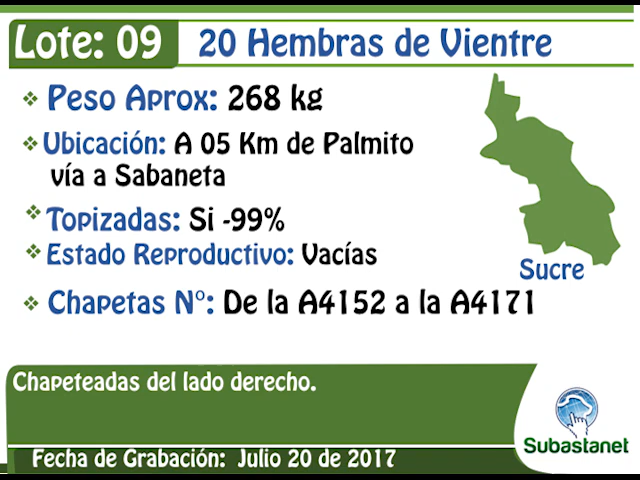 Lote: 09
20 Hembras de Vientre
Peso Aprox: 268 kg
Ubicación: A 05 Km de Palmito
vía a Sabaneta
Topizadas: Si -99%
Estado Reproductivo: Vacías
Chapetas N°: De la A4152 a la A4171
Sucre
Chapeteadas del lado derecho.
Subastanet
Fecha de Grabación: Julio 20 de 2017